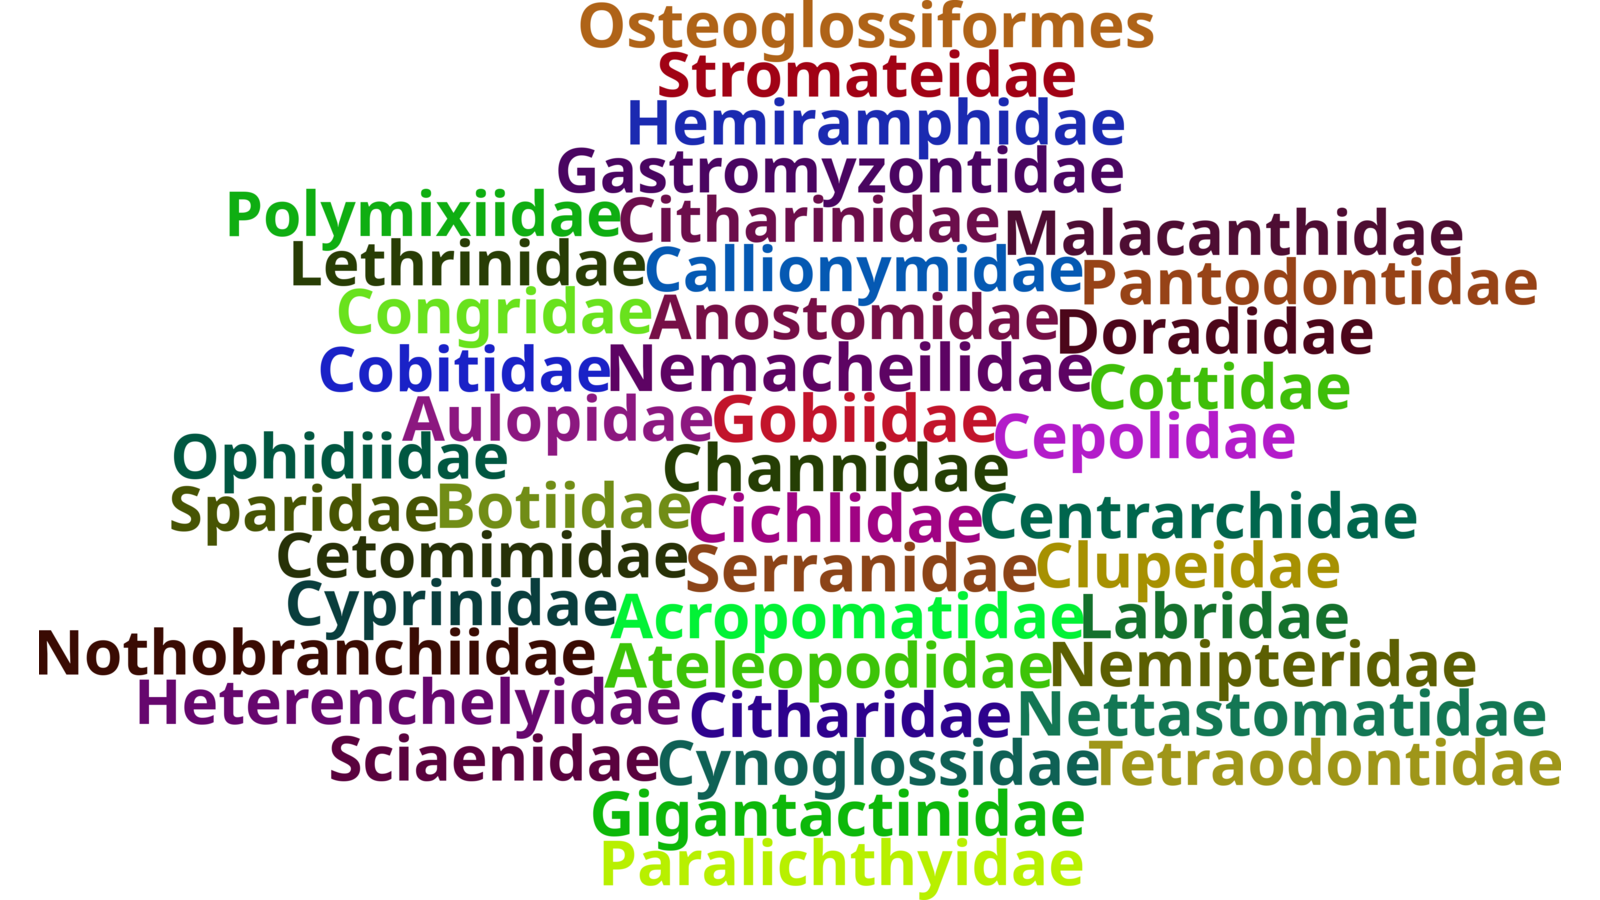 Osteoglossiformes
Stromateidae
Hemiramphidae
Gastromyzontidae
Polymixiidae Citharinidae Malacanthidae
Lethrinidae Callionymidae Pantodontidae
Congridae Anostomidae Doradidae
Cobitidae Nemacheilidae Cottidae
Aulopidae Gobiidae Cepolidae
Ophidiidae Channidae
Sparidae Botiidae Cichlidae Centrarchidae
Cetomimidae Serranidae Clupeidae
Cyprinidae Acropomatidae Labridae
Nothobranchiidae Ateleopodidae Nemipteridae
Heterenchelyidae Citharidae Nettastomatidae
Sciaenidae Cynoglossidae Tetraodontidae
Gigantactinidae
Paralichthyidae